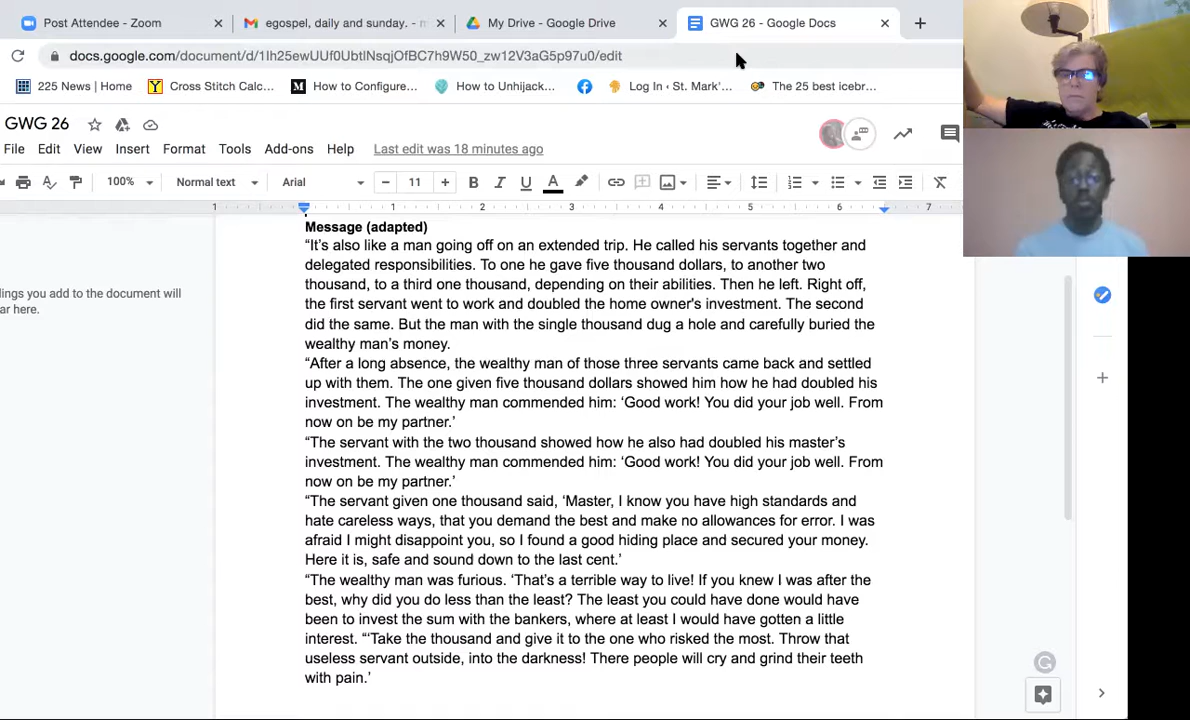 Post Attendee - Zoom
egospel, daily and sunday. - m
My Drive - Google Drive
GWG 26 - Google Docs
docs.google.com/document/d/1Ih25ewUUf0UbtlNsqjOfBC7h9W50_zw12V3aG5p97u0/edit
225 News | Home
Cross Stitch Calc...
How to Configure...
How to Unhijack...
Log In ‹ St. Mark'...
The 25 best icebr...
GWG 26
File Edit View Insert Format Tools Add-ons Help Last edit was 18 minutes ago
100% Normal text Arial 11 B I U A
1 1 2 3 4 5 6 7
dings you add to the document will
ar here.
Message (adapted)
“It’s also like a man going off on an extended trip. He called his servants together and
delegated responsibilities. To one he gave five thousand dollars, to another two
thousand, to a third one thousand, depending on their abilities. Then he left. Right off,
the first servant went to work and doubled the home owner's investment. The second
did the same. But the man with the single thousand dug a hole and carefully buried the
wealthy man’s money.
“After a long absence, the wealthy man of those three servants came back and settled
up with them. The one given five thousand dollars showed him how he had doubled his
investment. The wealthy man commended him: ‘Good work! You did your job well. From
now on be my partner.’
“The servant with the two thousand showed how he also had doubled his master’s
investment. The wealthy man commended him: ‘Good work! You did your job well. From
now on be my partner.’
“The servant given one thousand said, ‘Master, I know you have high standards and
hate careless ways, that you demand the best and make no allowances for error. I was
afraid I might disappoint you, so I found a good hiding place and secured your money.
Here it is, safe and sound down to the last cent.’
“The wealthy man was furious. ‘That’s a terrible way to live! If you knew I was after the
best, why did you do less than the least? The least you could have done would have
been to invest the sum with the bankers, where at least I would have gotten a little
interest. “‘Take the thousand and give it to the one who risked the most. Throw that
useless servant outside, into the darkness! There people will cry and grind their teeth
with pain.’